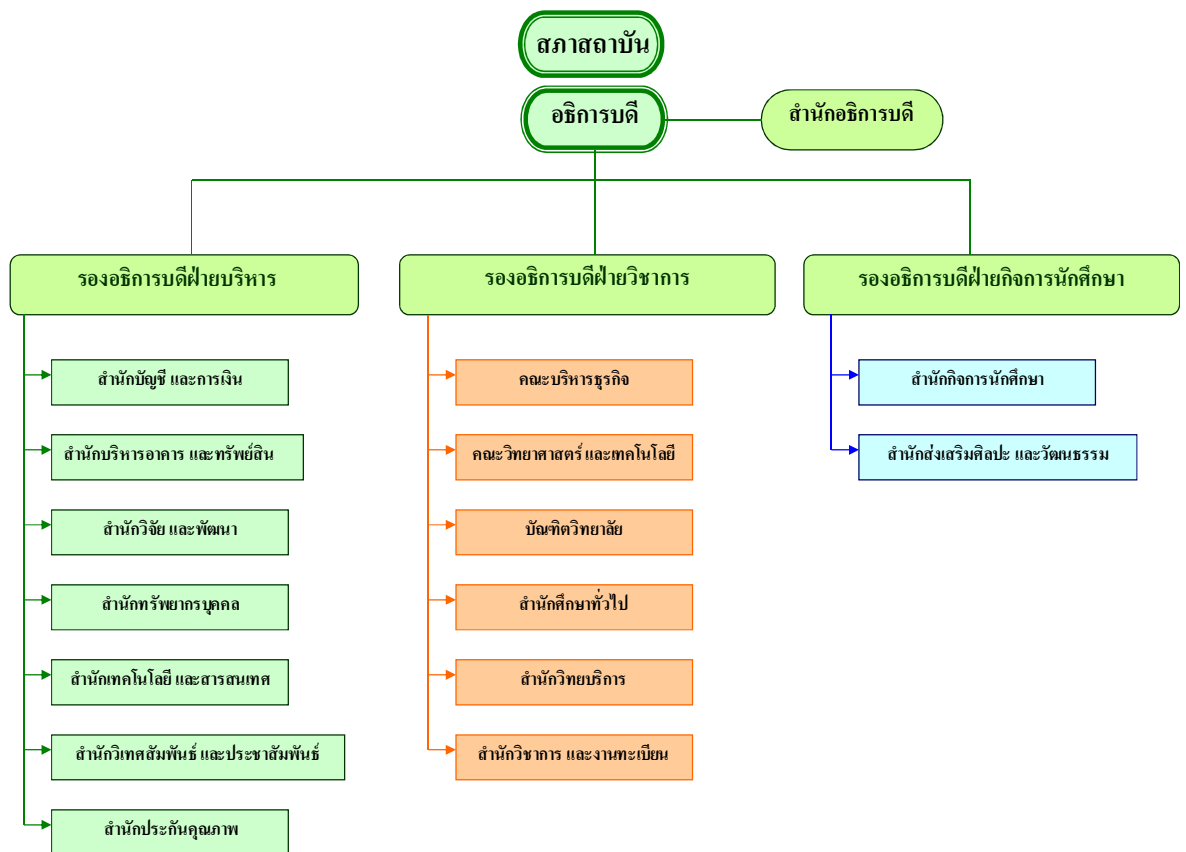 สภาสถาบัน
อธิการบดี
สำนักอธิการบดี
รองอธิการบดีฝ่ายบริหาร
สำนักบัญชี และการเงิน
สำนักบริหารอาคาร และทรัพย์สิน
สำนักวิจัย และพัฒนา
สำนักทรัพยากรบุคคล
สำนักเทคโนโลยี และสารสนเทศ
สำนักวิเทศสัมพันธ์ และประชาสัมพันธ์
สำนักประกันคุณภาพ
รองอธิการบดีฝ่ายวิชาการ
คณะบริหารธุรกิจ
คณะวิทยาศาสตร์ และเทคโนโลยี
บัณฑิตวิทยาลัย
สำนักศึกษาทั่วไป
สำนักวิทยบริการ
สำนักวิชาการ และงานทะเบียน
รองอธิการบดีฝ่ายกิจการนักศึกษา
สำนักกิจการนักศึกษา
สำนักส่งเสริมศิลปะ และวัฒนธรรม